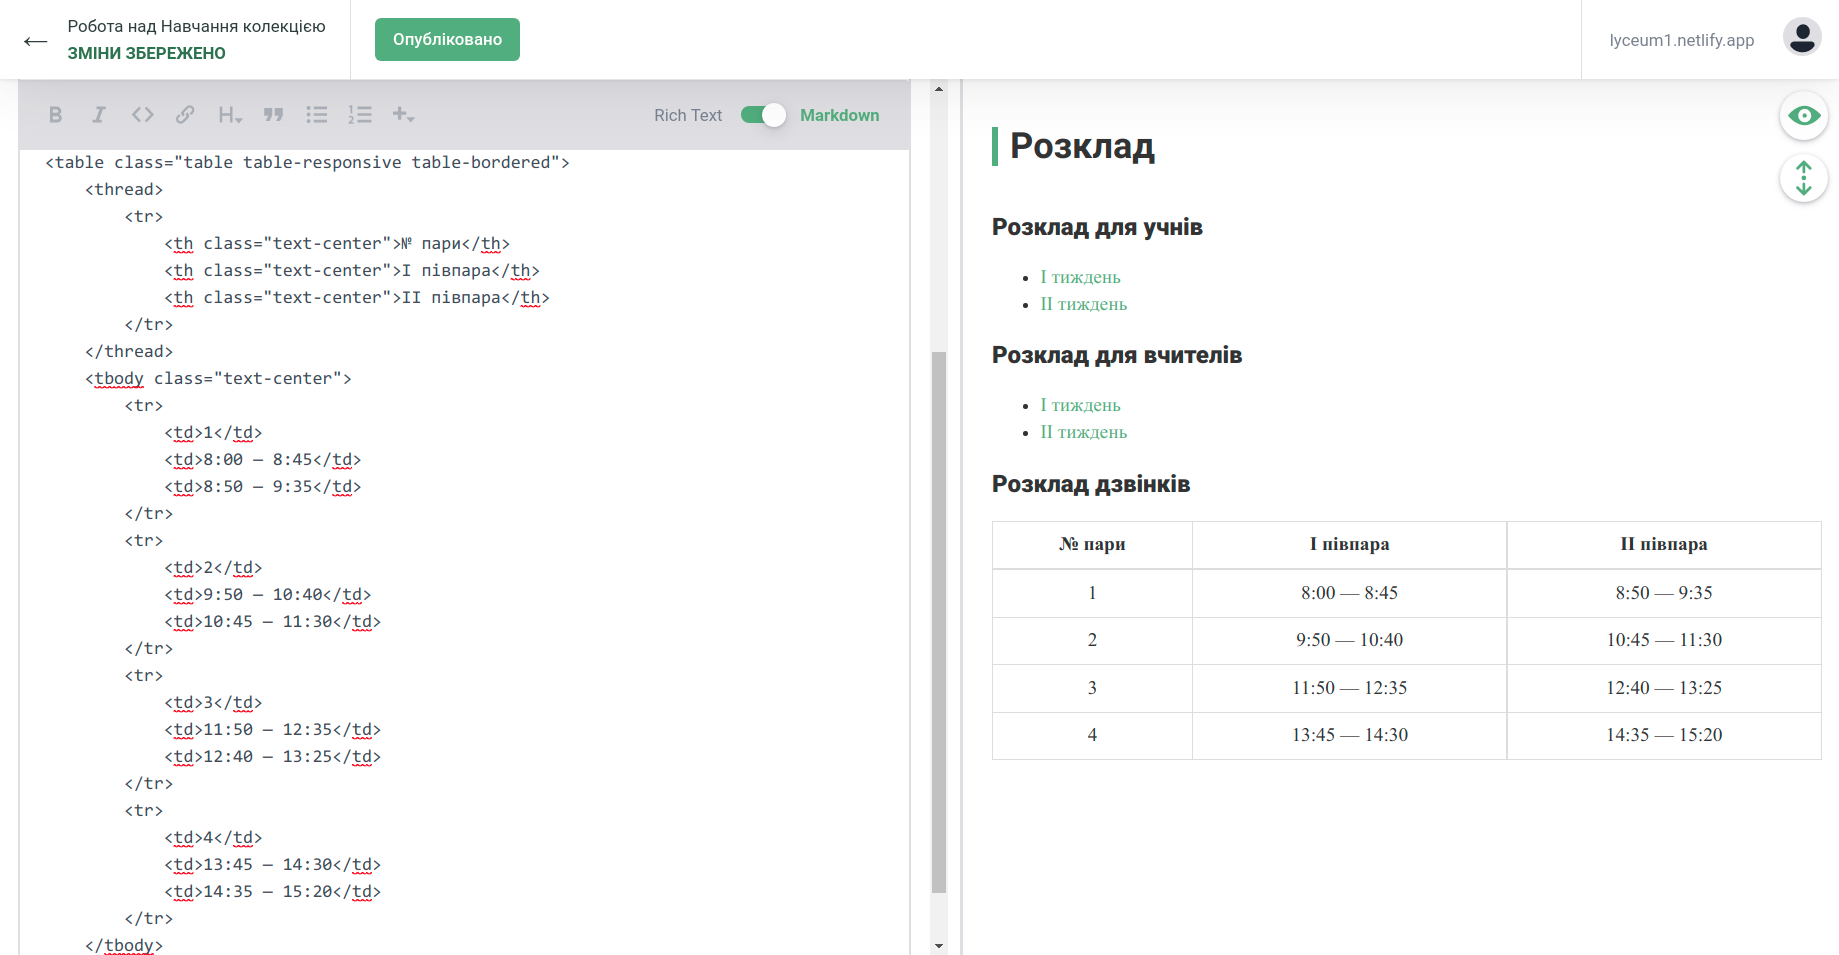 Робота над Навчання колекцією
ЗМІНИ ЗБЕРЕЖЕНО
Опубліковано
lyceum1.netlify.app
Rich Text
Markdown
<table class="table table-responsive table-bordered">
<thread>
<tr>
<th class="text-center">№ пари</th>
<th class="text-center">I півпара</th>
<th class="text-center">II півпара</th>
</tr>
</thread>
<tbody class="text-center">
<tr>
<td>1</td>
<td>8:00 — 8:45</td>
<td>8:50 — 9:35</td>
</tr>
<tr>
<td>2</td>
<td>9:50 — 10:40</td>
<td>10:45 — 11:30</td>
</tr>
<tr>
<td>3</td>
<td>11:50 — 12:35</td>
<td>12:40 — 13:25</td>
</tr>
<tr>
<td>4</td>
<td>13:45 — 14:30</td>
<td>14:35 — 15:20</td>
</tr>
</tbody>
Розклад
Розклад для учнів
I тиждень
II тиждень
Розклад для вчителів
I тиждень
II тиждень
Розклад дзвінків
№ пари I півпара II півпара
1 8:00 — 8:45 8:50 — 9:35
2 9:50 — 10:40 10:45 — 11:30
3 11:50 — 12:35 12:40 — 13:25
4 13:45 — 14:30 14:35 — 15:20